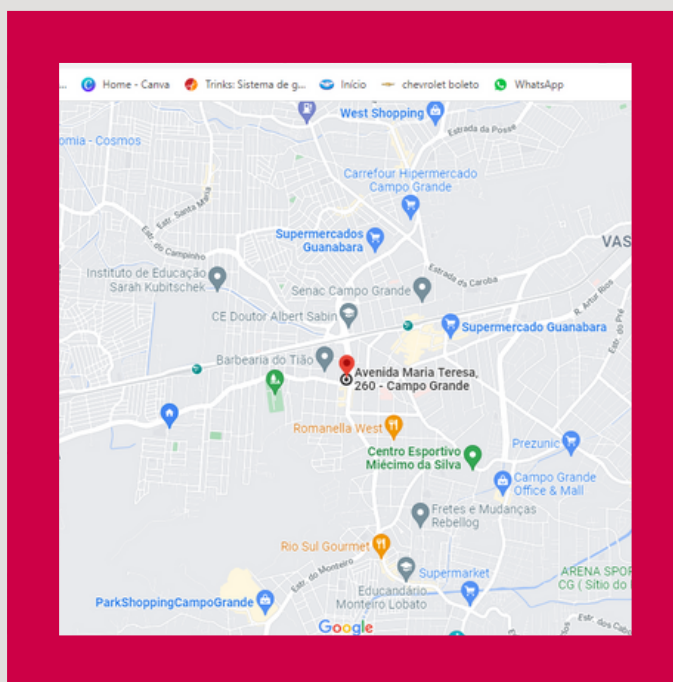 ... Home - Canva Trinks: Sistema de g... Início chevrolet boleto WhatsApp
West Shopping
Estrada da Posse
omia - Cosmos
Carrefour Hipermercado
Campo Grande
Estr. Santa Maria
Estr. do Campinho
Supermercados
Guanabara
VAS
Instituto de Educação
Sarah Kubitschek
Estrada da Caroba
Senac Campo Grande
R. Artur Rios
CE Doutor Albert Sabin
Supermercado Guanabara
Estr. do Pré
Barbearia do Tião
Avenida Maria Teresa,
260 - Campo Grande
Romanella West
Centro Esportivo
Miécimo da Silva
Prezunic
Campo Grande
Office & Mall
Fretes e Mudanças
Rebellog
Rio Sul Gourmet
Estr. do Monteiro
Supermarket
ARENA SPOR
CG ( Sítio do
Educandário
Monteiro Lobato
ParkShoppingCampoGrande
Google